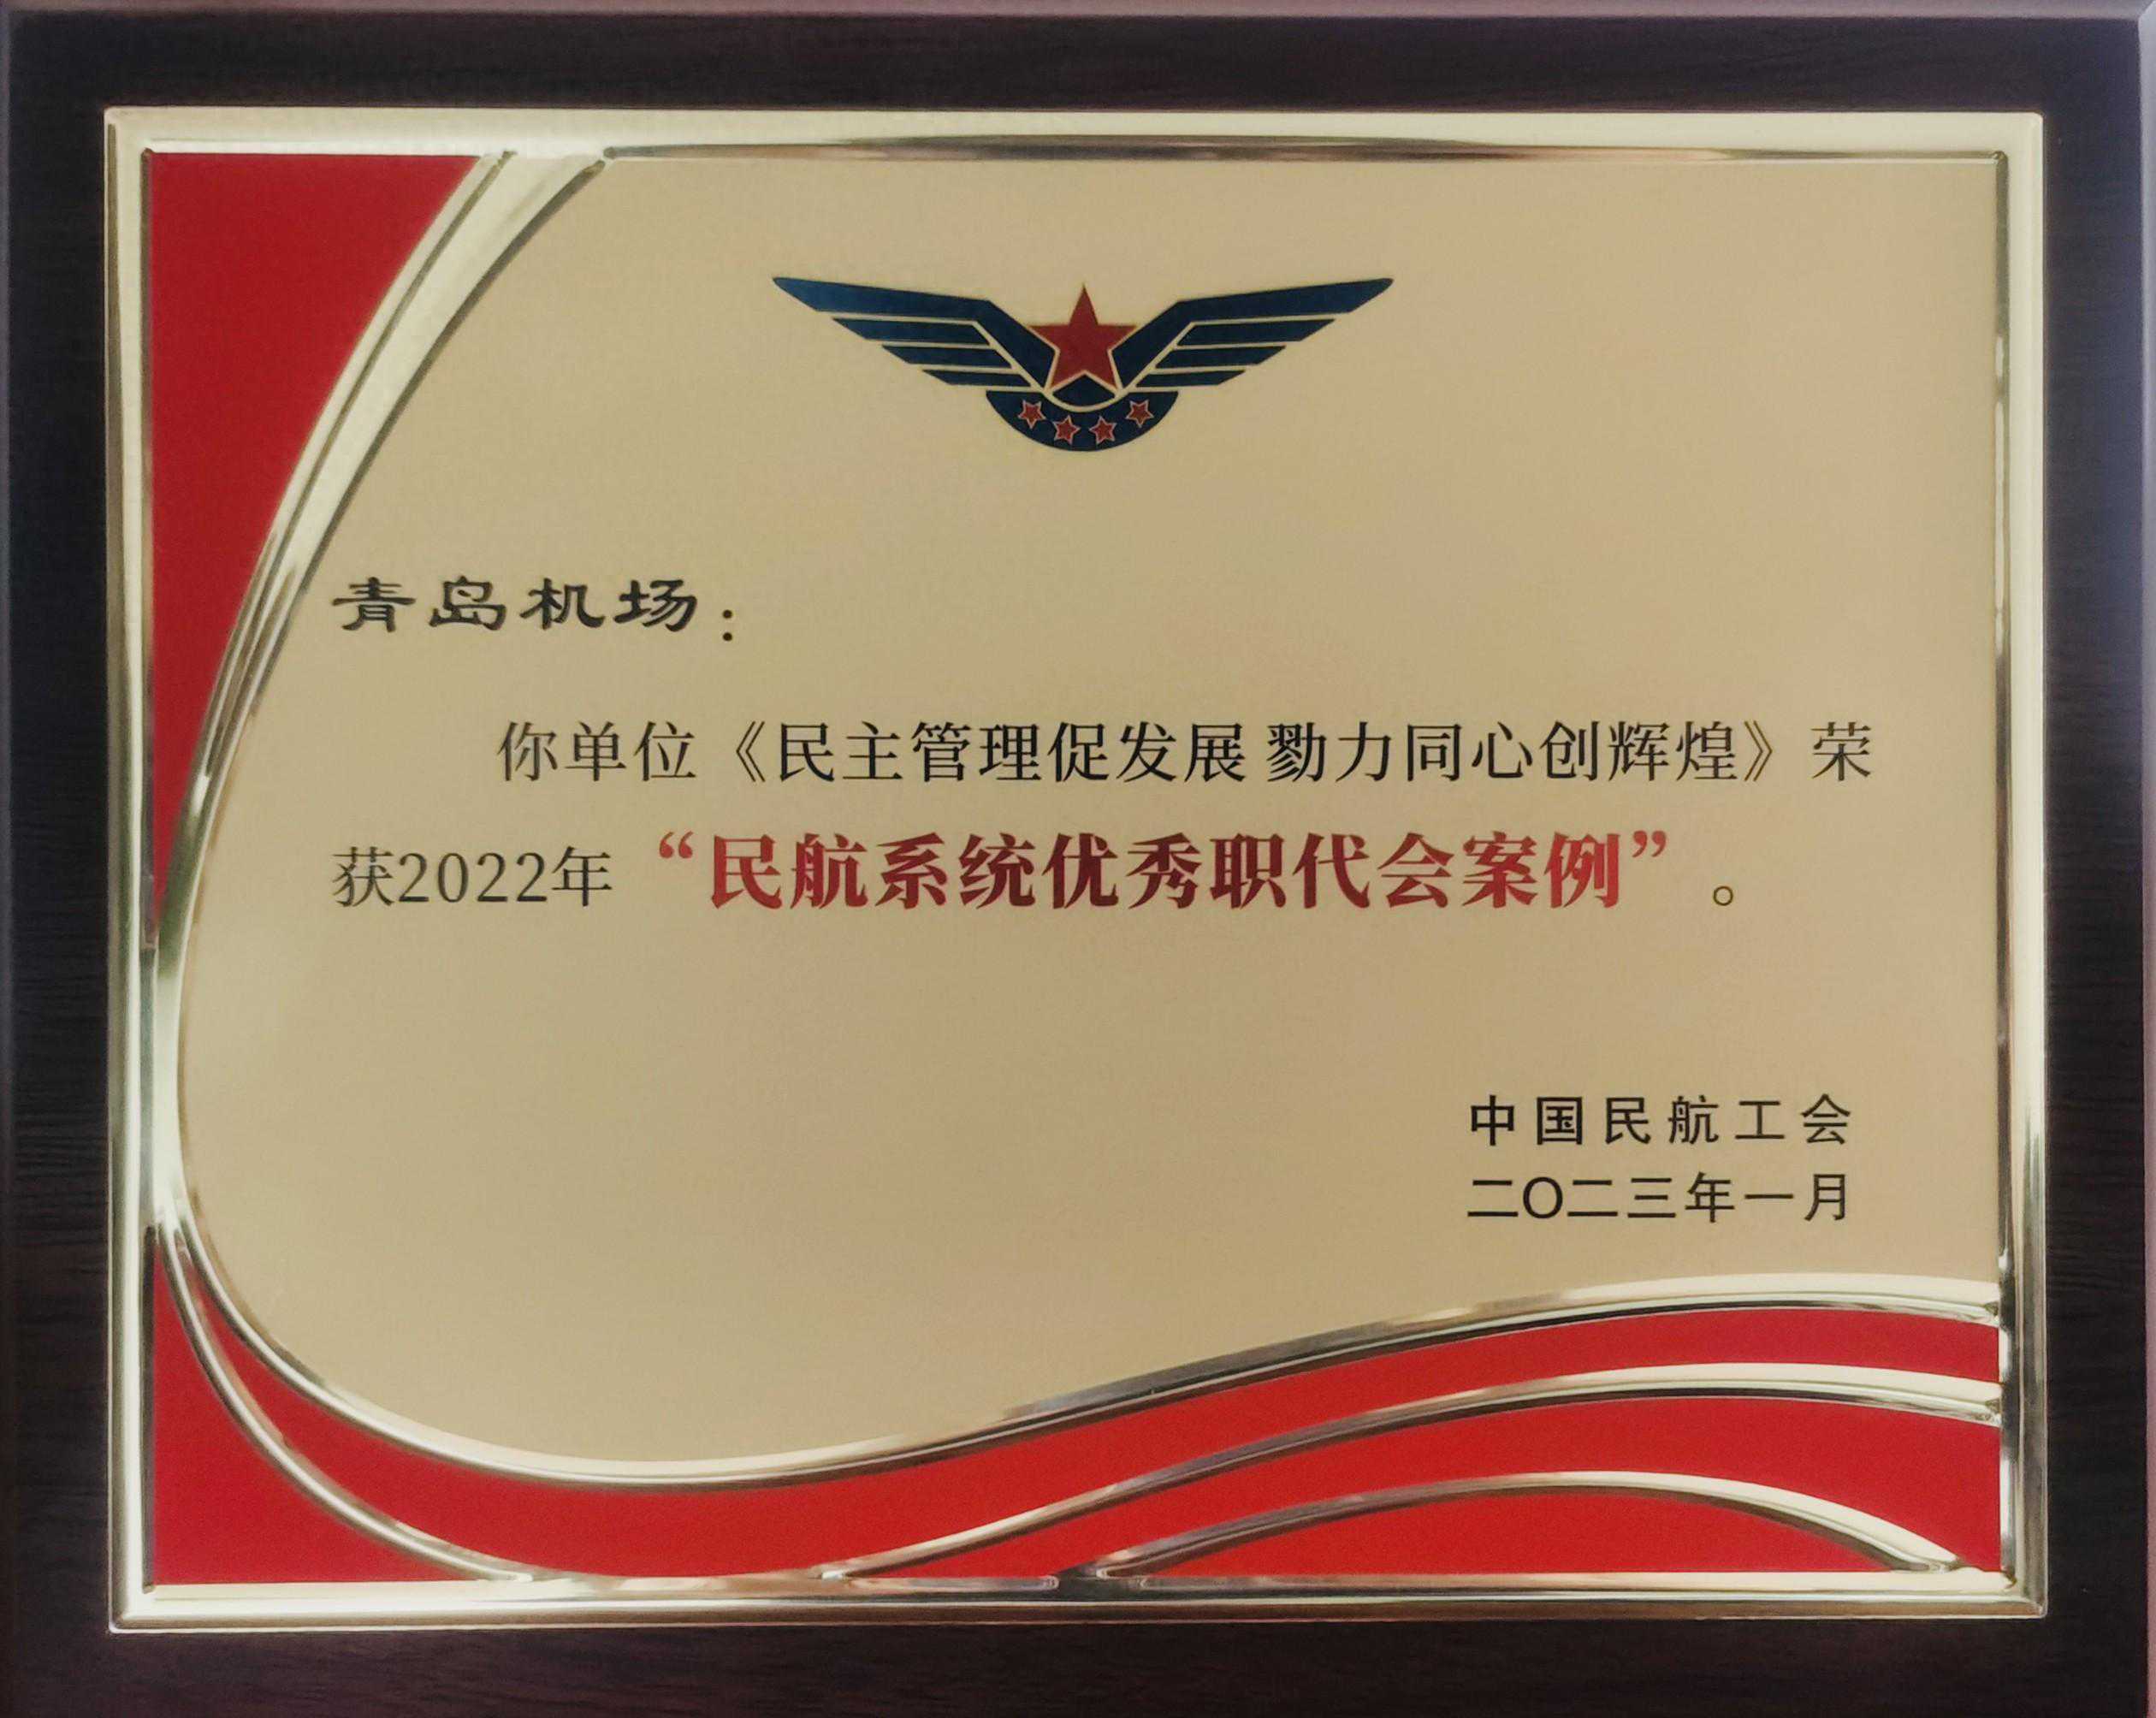 青岛机场：
你单位《民主管理促发展 勠力同心创辉煌》荣
获2022年“民航系统优秀职代会案例”。
中国民航工会
二〇二三年一月